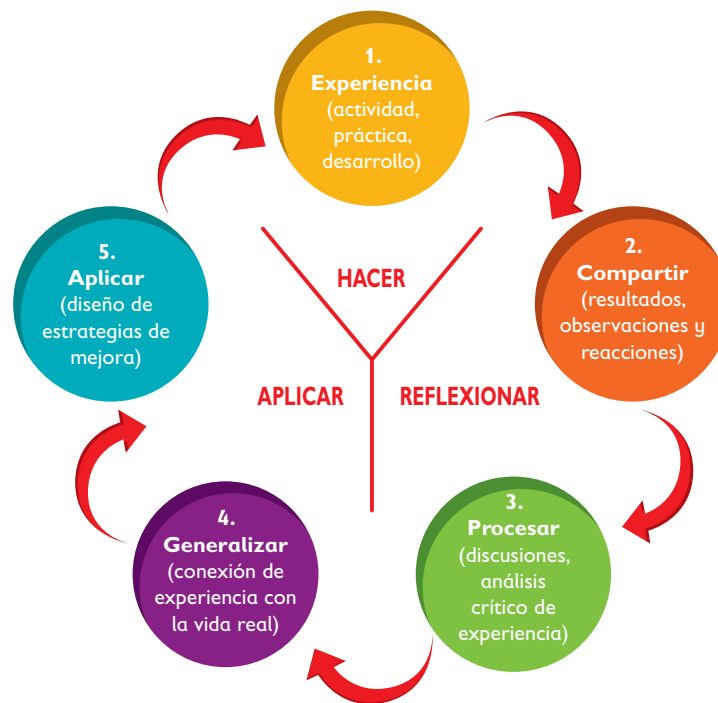 1.
Experiencia
(actividad,
práctica,
desarrollo)
2.
Compartir
(resultados,
observaciones y
reacciones)
3.
Procesar
(discusiones,
análisis
crítico de
experiencia)
4.
Generalizar
(conexión de
experiencia con
la vida real)
5.
Aplicar
(diseño de
estrategias de
mejora)
HACER
APLICAR
REFLEXIONAR